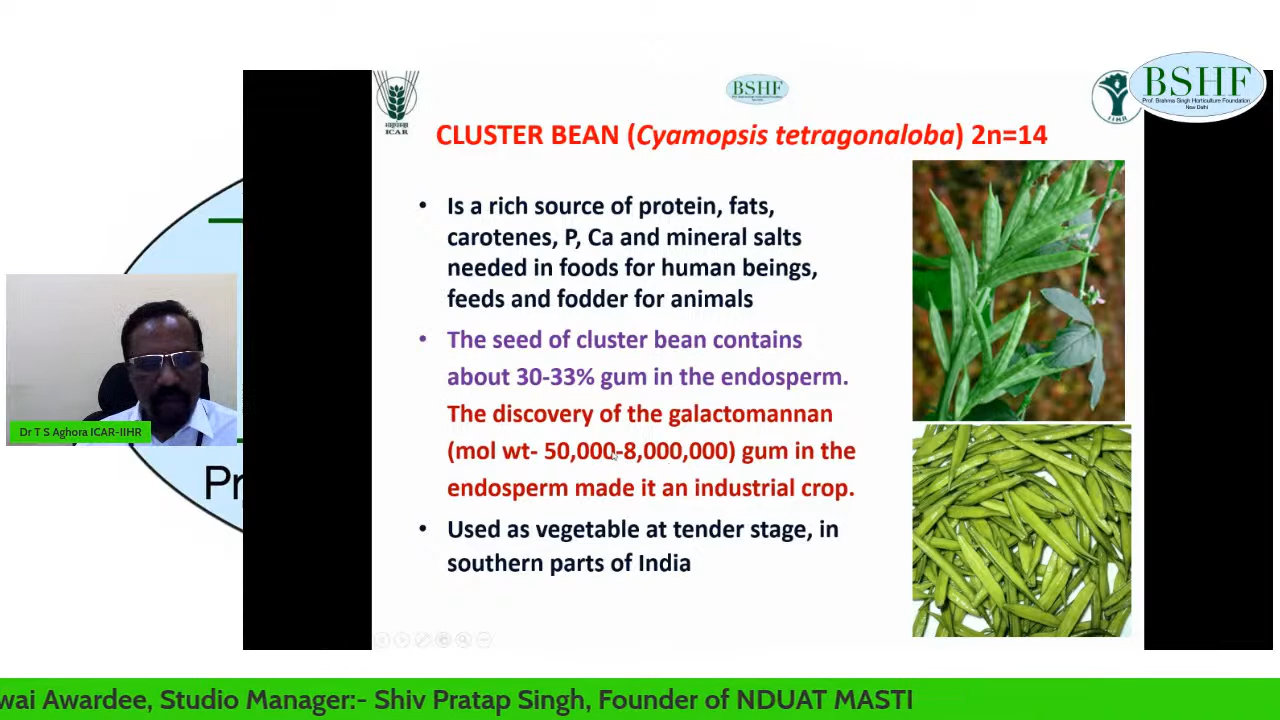 BSHF
Prof. Brahma Singh Horticulture Foundation
New Delhi
BSHF
ICAR
IIHR
CLUSTER BEAN (Cyamopsis tetragonaloba) 2n=14
• Is a rich source of protein, fats,
carotenes, P, Ca and mineral salts
needed in foods for human beings,
feeds and fodder for animals
• The seed of cluster bean contains
about 30-33% gum in the endosperm.
The discovery of the galactomannan
(mol wt- 50,000-8,000,000) gum in the
endosperm made it an industrial crop.
• Used as vegetable at tender stage, in
southern parts of India
Dr T S Aghora ICAR-IIHR
Pr
wai Awardee, Studio Manager:- Shiv Pratap Singh, Founder of NDUAT MASTI